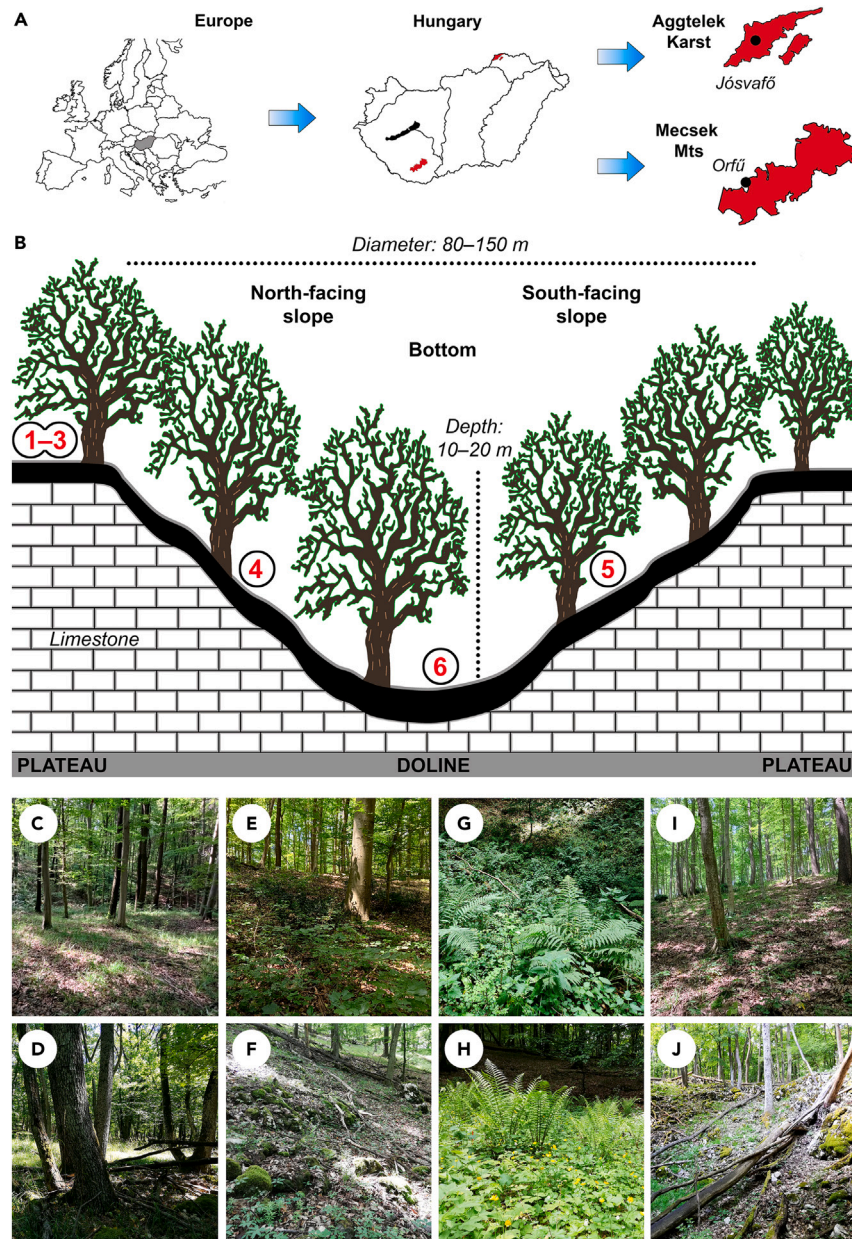 A
Europe
Hungary
Aggtelek
Karst
Jósvafő
Mecsek
Mts
Orfű
B
Diameter: 80–150 m
North-facing
slope
South-facing
slope
Bottom
Depth:
10–20 m
1–3
4
5
6
Limestone
PLATEAU
DOLINE
PLATEAU
C
E
G
I
D
F
H
J